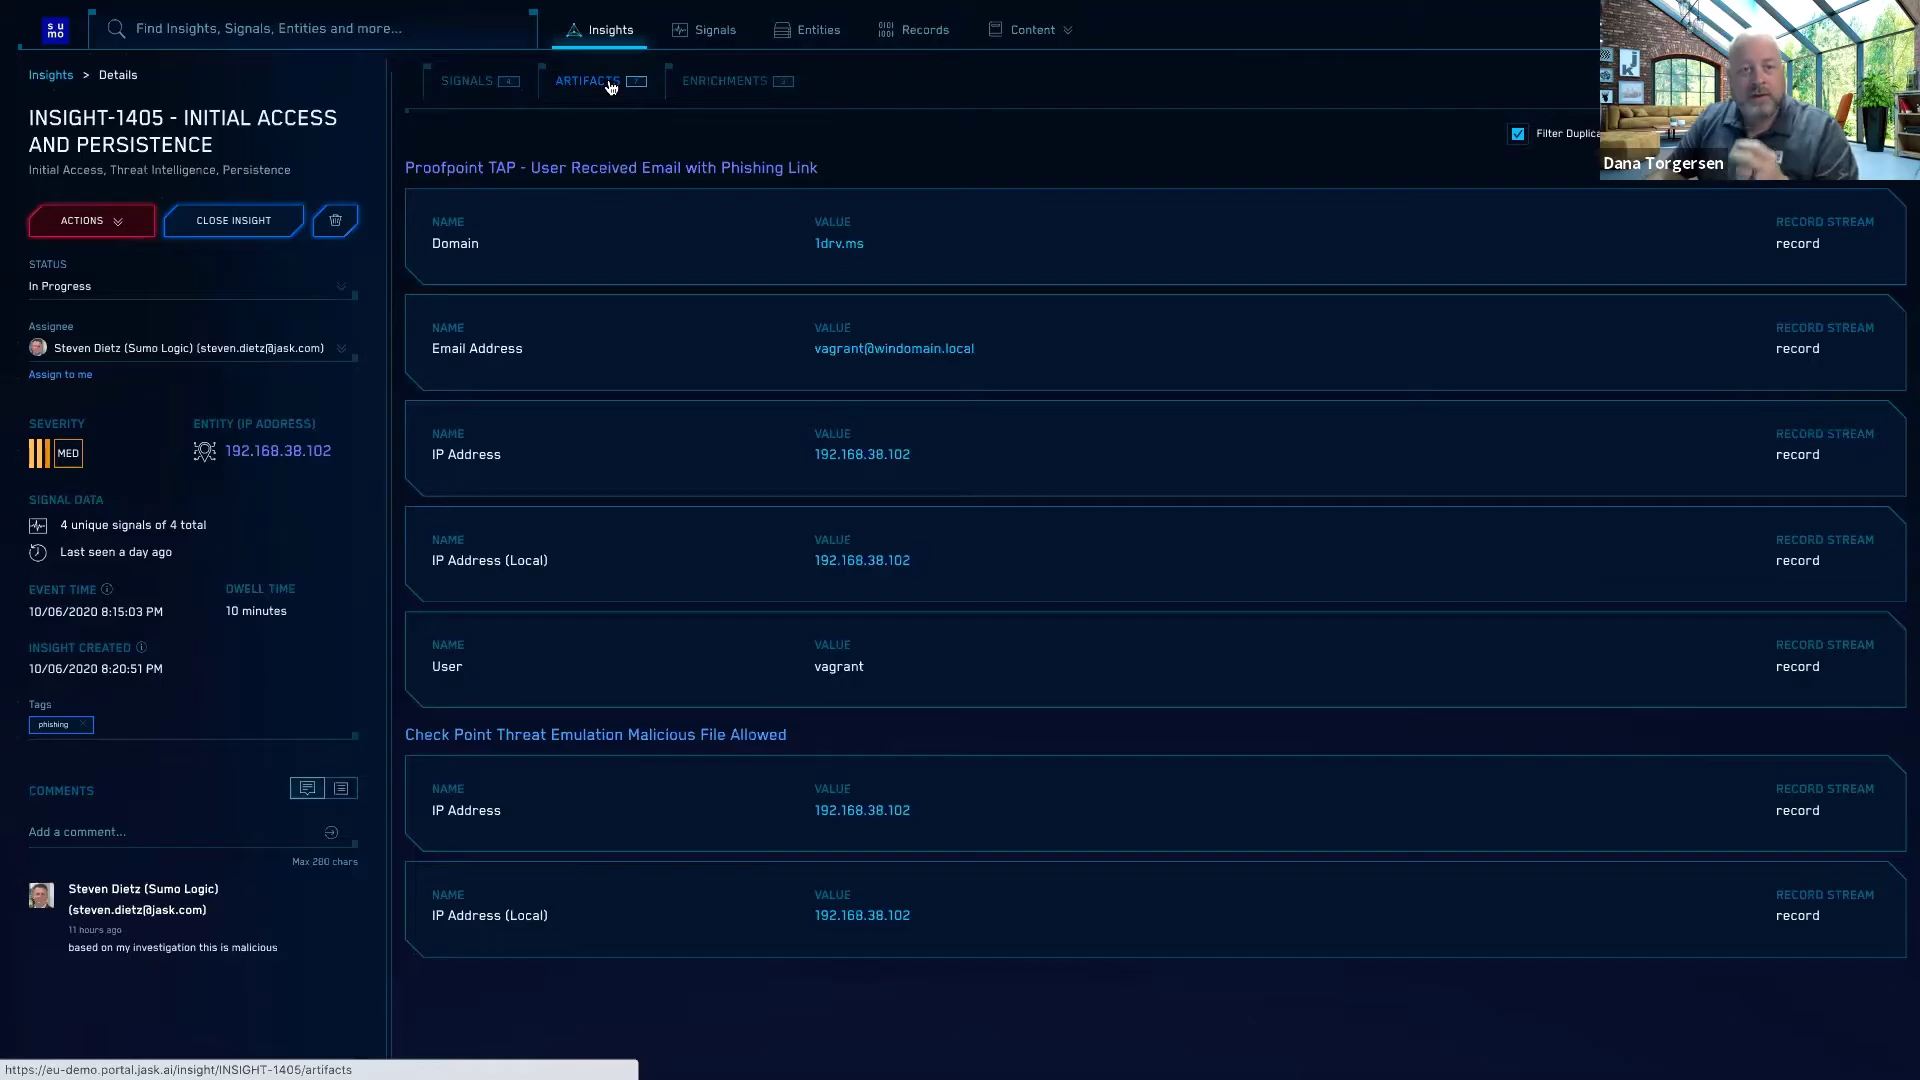 su
mo
Find Insights, Signals, Entities and more...
Insights
Signals
Entities
Records
Content
Insights > Details
INSIGHT-1405 - INITIAL ACCESS
AND PERSISTENCE
Initial Access, Threat Intelligence, Persistence
ACTIONS
CLOSE INSIGHT
STATUS
In Progress
Assignee
Steven Dietz (Sumo Logic) (steven.dietz@jask.com)
Assign to me
SEVERITY
MED
ENTITY (IP ADDRESS)
192.168.38.102
SIGNAL DATA
4 unique signals of 4 total
Last seen a day ago
EVENT TIME
10/06/2020 8:15:03 PM
DWELL TIME
10 minutes
INSIGHT CREATED
10/06/2020 8:20:51 PM
Tags
phishing
COMMENTS
Add a comment...
Max 280 chars
Steven Dietz (Sumo Logic)
(steven.dietz@jask.com)
11 hours ago
based on my investigation this is malicious
SIGNALS 4
ARTIFACTS 7
ENRICHMENTS
Filter Duplica
Dana Torgersen
Proofpoint TAP - User Received Email with Phishing Link
NAME VALUE RECORD STREAM
Domain 1drv.ms record
NAME VALUE RECORD STREAM
Email Address vagrant@windomain.local record
NAME VALUE RECORD STREAM
IP Address 192.168.38.102 record
NAME VALUE RECORD STREAM
IP Address (Local) 192.168.38.102 record
NAME VALUE RECORD STREAM
User vagrant record
Check Point Threat Emulation Malicious File Allowed
NAME VALUE RECORD STREAM
IP Address 192.168.38.102 record
NAME VALUE RECORD STREAM
IP Address (Local) 192.168.38.102 record
https://eu-demo.portal.jask.ai/insight/INSIGHT-1405/artifacts